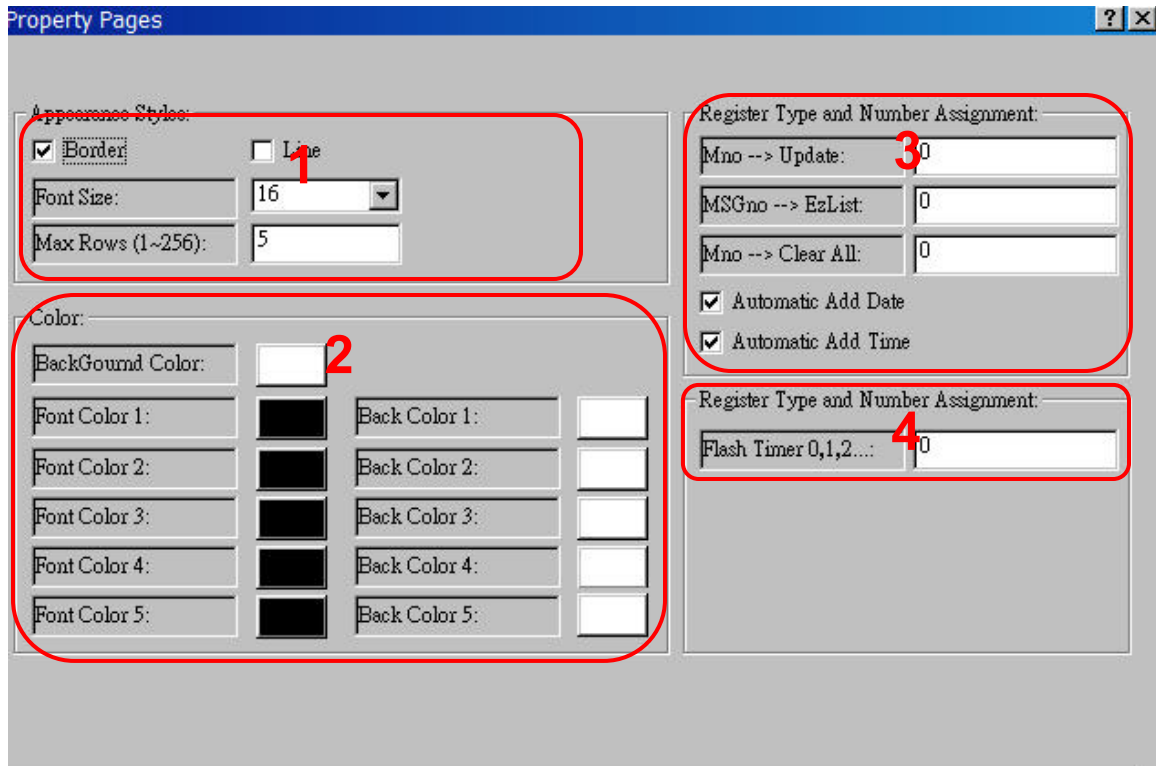 Property Pages
Appearance Styles:
Border
Line
1
Font Size:
16
Max Rows (1~256):
5
Color:
2
BackGournd Color:
Font Color 1:
Back Color 1:
Font Color 2:
Back Color 2:
Font Color 3:
Back Color 3:
Font Color 4:
Back Color 4:
Font Color 5:
Back Color 5:
Register Type and Number Assignment:
3
Mno --> Update:
0
MSGno --> EzList:
0
Mno --> Clear All:
0
Automatic Add Date
Automatic Add Time
Register Type and Number Assignment:
4
Flash Timer 0,1,2...:
0